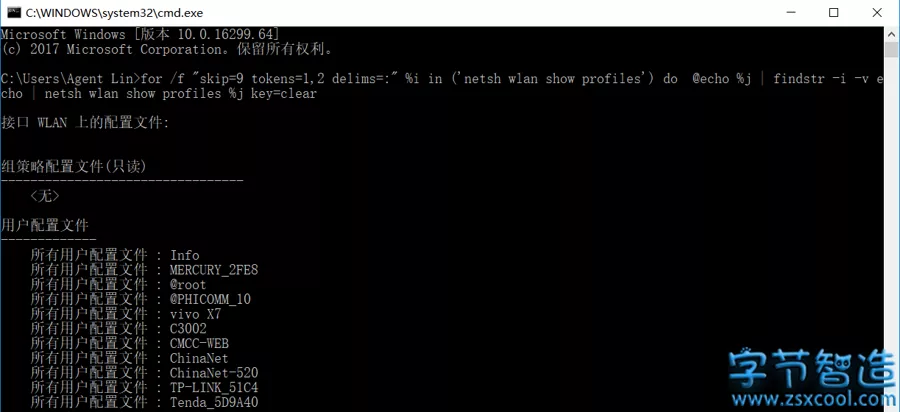 C:\WINDOWS\system32\cmd.exe
Microsoft Windows [版本 10.0.16299.64]
(c) 2017 Microsoft Corporation。保留所有权利。
C:\Users\Agent Lin>for /f "skip=9 tokens=1,2 delims=:" %i in ('netsh wlan show profiles') do  @echo %j | findstr -i -v e
cho | netsh wlan show profiles %j key=clear
接口 WLAN 上的配置文件:
组策略配置文件(只读)
---------------------------------
    <无>
用户配置文件
-------------
    所有用户配置文件 : Info
    所有用户配置文件 : MERCURY_2FE8
    所有用户配置文件 : @root
    所有用户配置文件 : @PHICOMM_10
    所有用户配置文件 : vivo X7
    所有用户配置文件 : C3002
    所有用户配置文件 : CMCC-WEB
    所有用户配置文件 : ChinaNet
    所有用户配置文件 : ChinaNet-520
    所有用户配置文件 : TP-LINK_51C4
    所有用户配置文件 : Tenda_5D9A40
字节智造
www.zsxcool.com